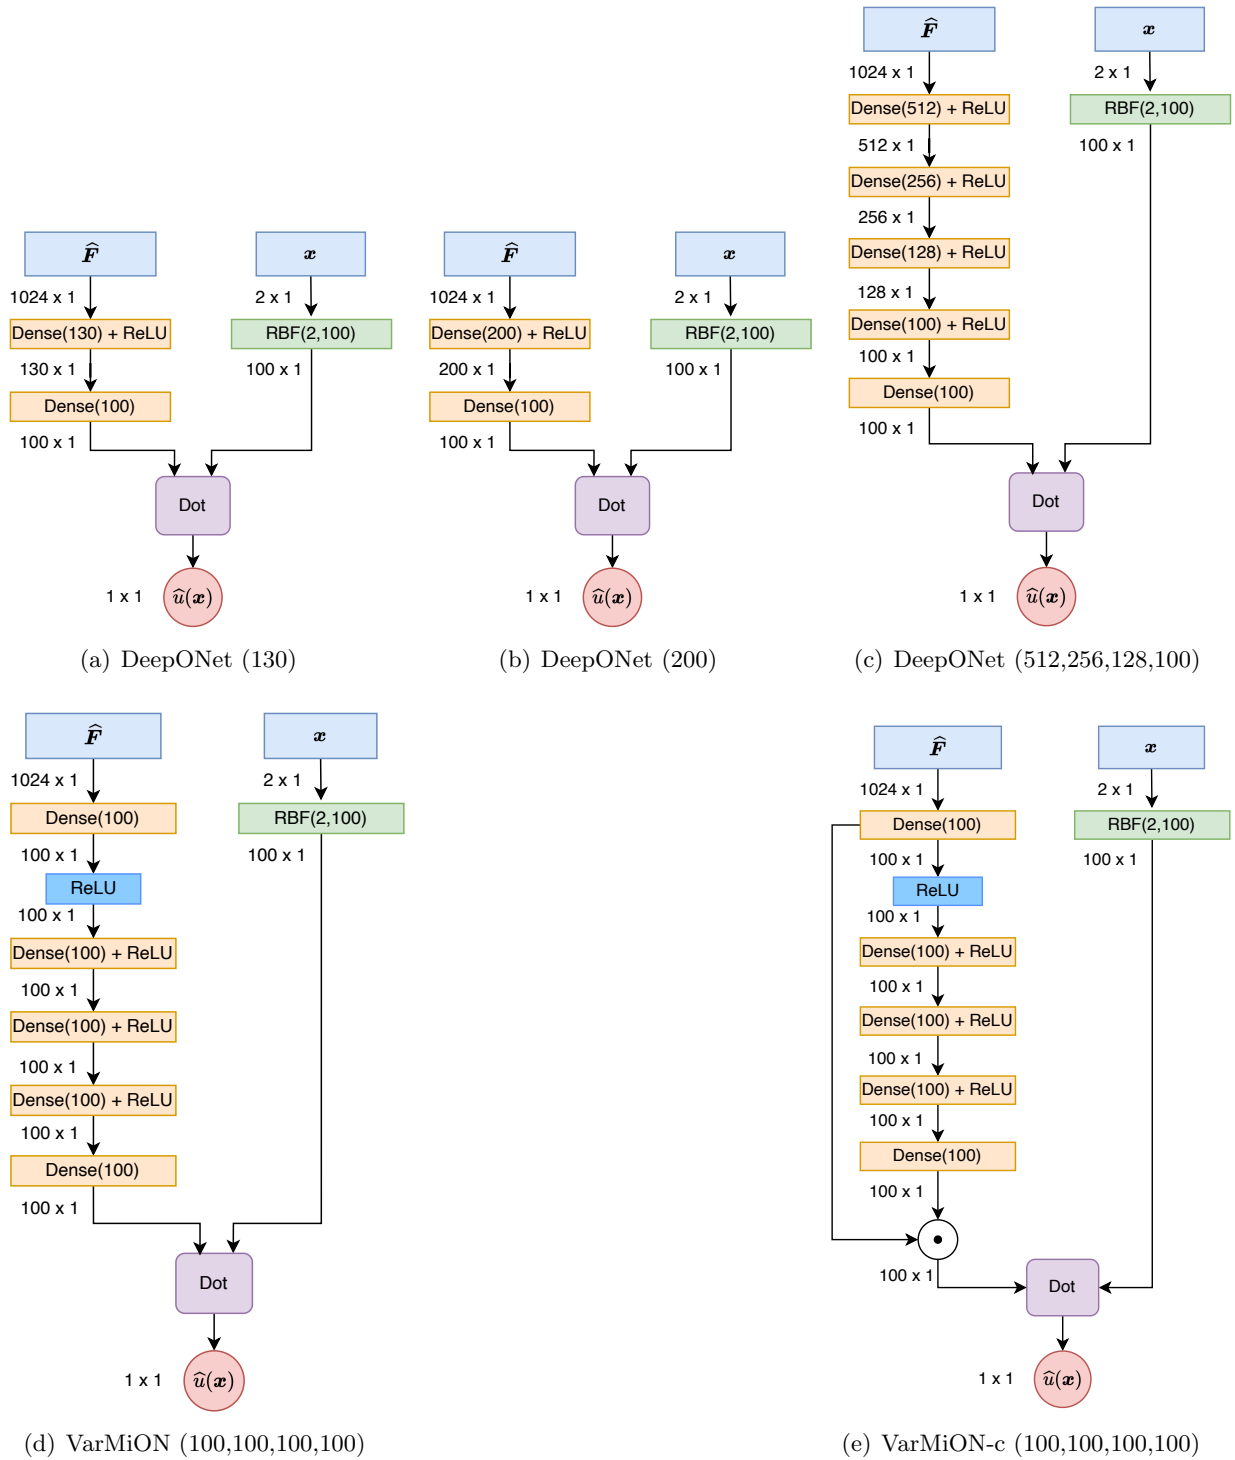 F̂
x
1024 x 1
2 x 1
Dense(130) + ReLU
RBF(2,100)
130 x 1
100 x 1
Dense(100)
100 x 1
Dot
1 x 1
û(x)
(a) DeepONet (130)
F̂
x
1024 x 1
2 x 1
Dense(200) + ReLU
RBF(2,100)
200 x 1
100 x 1
Dense(100)
100 x 1
Dot
1 x 1
û(x)
(b) DeepONet (200)
F̂
x
1024 x 1
2 x 1
Dense(512) + ReLU
RBF(2,100)
512 x 1
100 x 1
Dense(256) + ReLU
256 x 1
Dense(128) + ReLU
128 x 1
Dense(100) + ReLU
100 x 1
Dense(100)
100 x 1
Dot
1 x 1
û(x)
(c) DeepONet (512,256,128,100)
F̂
x
1024 x 1
2 x 1
Dense(100)
RBF(2,100)
100 x 1
100 x 1
ReLU
100 x 1
Dense(100) + ReLU
100 x 1
Dense(100) + ReLU
100 x 1
Dense(100) + ReLU
100 x 1
Dense(100)
100 x 1
Dot
1 x 1
û(x)
(d) VarMiON (100,100,100,100)
F̂
x
1024 x 1
2 x 1
Dense(100)
RBF(2,100)
100 x 1
100 x 1
ReLU
100 x 1
Dense(100) + ReLU
100 x 1
Dense(100) + ReLU
100 x 1
Dense(100) + ReLU
100 x 1
Dense(100)
100 x 1
100 x 1
Dot
1 x 1
û(x)
(e) VarMiON-c (100,100,100,100)